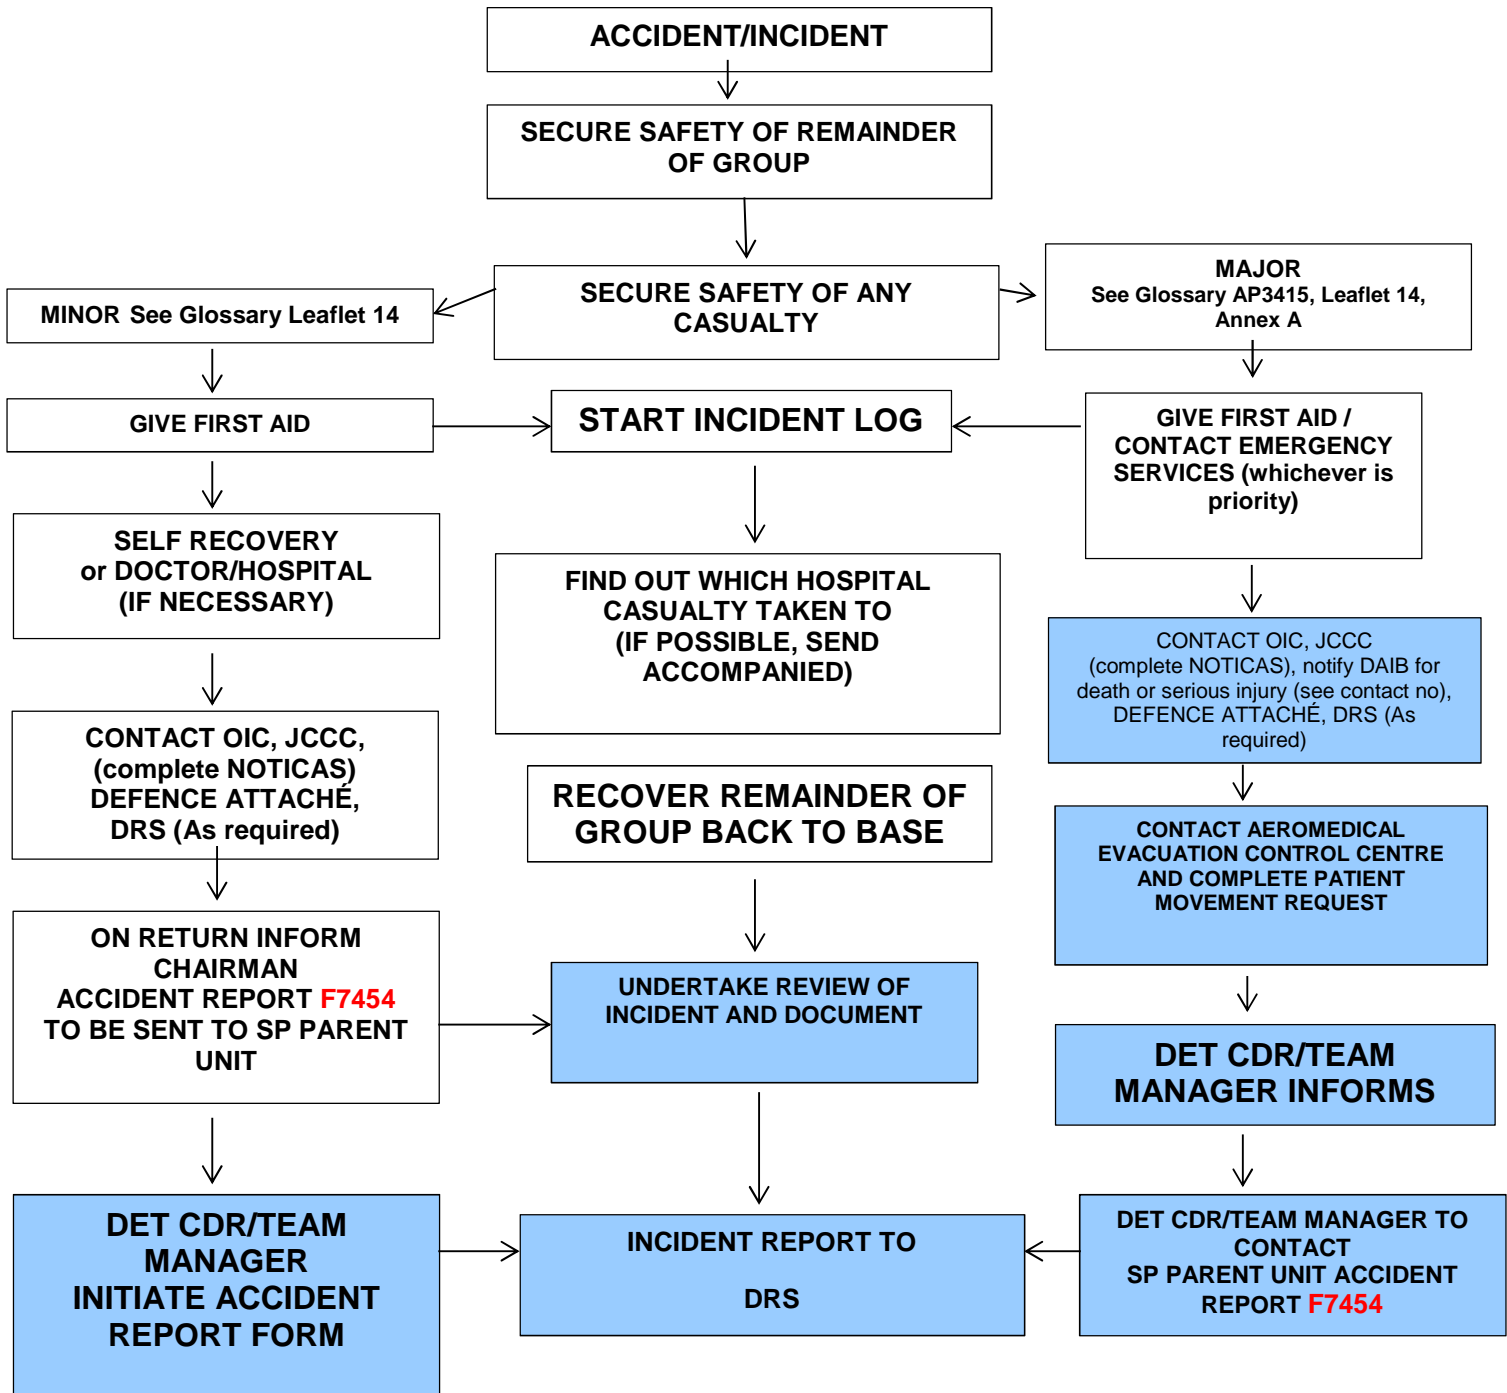 ACCIDENT/INCIDENT
SECURE SAFETY OF REMAINDER
OF GROUP
SECURE SAFETY OF ANY
CASUALTY
MINOR See Glossary Leaflet 14
MAJOR
See Glossary AP3415, Leaflet 14,
Annex A
GIVE FIRST AID
START INCIDENT LOG
GIVE FIRST AID /
CONTACT EMERGENCY
SERVICES (whichever is
priority)
SELF RECOVERY
or DOCTOR/HOSPITAL
(IF NECESSARY)
FIND OUT WHICH HOSPITAL
CASUALTY TAKEN TO
(IF POSSIBLE, SEND
ACCOMPANIED)
CONTACT OIC, JCCC
(complete NOTICAS), notify DAIB for
death or serious injury (see contact no),
DEFENCE ATTACHÉ, DRS (As
required)
CONTACT OIC, JCCC,
(complete NOTICAS)
DEFENCE ATTACHÉ,
DRS (As required)
RECOVER REMAINDER OF
GROUP BACK TO BASE
CONTACT AEROMEDICAL
EVACUATION CONTROL CENTRE
AND COMPLETE PATIENT
MOVEMENT REQUEST
ON RETURN INFORM
CHAIRMAN
ACCIDENT REPORT F7454
TO BE SENT TO SP PARENT
UNIT
UNDERTAKE REVIEW OF
INCIDENT AND DOCUMENT
DET CDR/TEAM
MANAGER INFORMS
DET CDR/TEAM
MANAGER
INITIATE ACCIDENT
REPORT FORM
INCIDENT REPORT TO
DRS
DET CDR/TEAM MANAGER TO
CONTACT
SP PARENT UNIT ACCIDENT
REPORT F7454